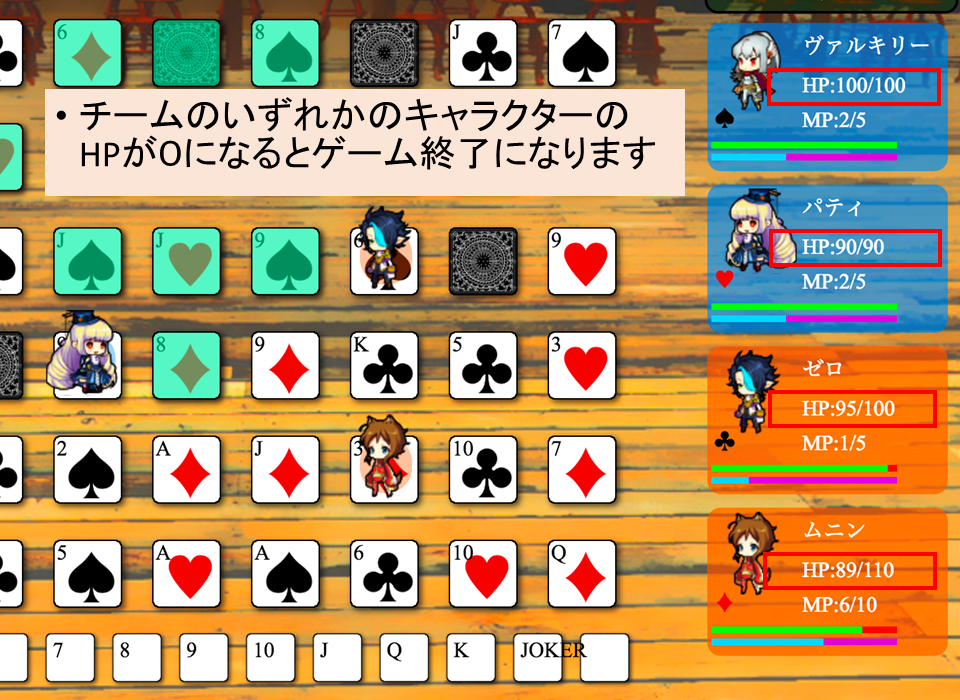 6
8
J
7
• チームのいずれかのキャラクターの
HPが0になるとゲーム終了になります
ヴァルキリー
HP:100/100
MP:2/5
J
J
9
6
9
パティ
HP:90/90
MP:2/5
8
9
K
5
3
ゼロ
HP:95/100
MP:1/5
2
A
J
3
10
7
5
A
A
6
10
Q
ムニン
HP:89/110
MP:6/10
7
8
9
10
J
Q
K
JOKER